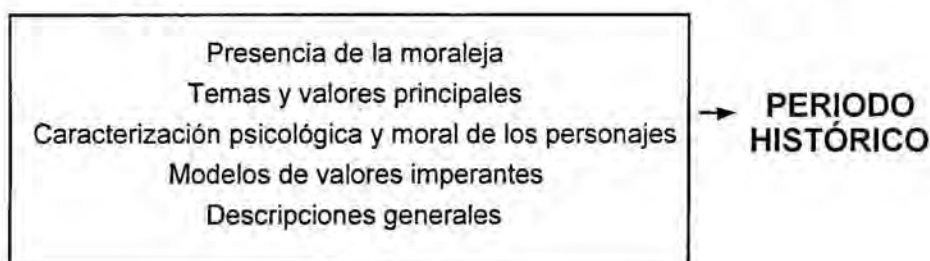 Presencia de la moraleja
Temas y valores principales
Caracterización psicológica y moral de los personajes
Modelos de valores imperantes
Descripciones generales
PERIODO
HISTÓRICO